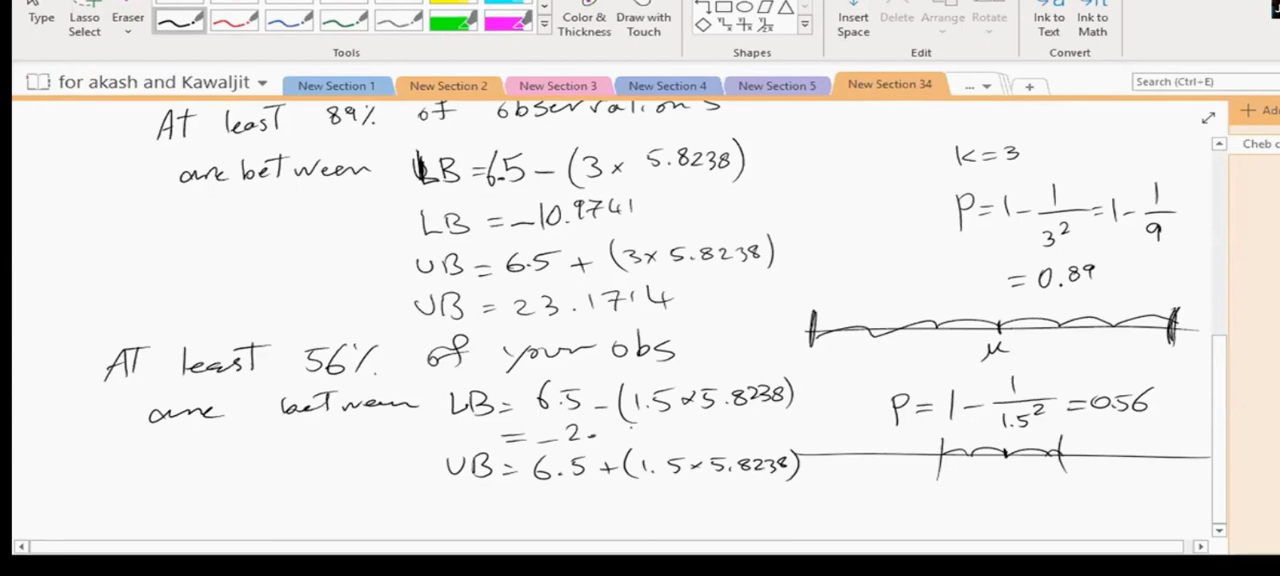 Type
Lasso Select
Eraser
Color & Thickness
Draw with Touch
Insert Space
Delete
Arrange
Rotate
Ink to Text
Ink to Math
Tools
Shapes
Edit
Convert
for akash and Kawaljit
New Section 1
New Section 2
New Section 3
New Section 4
New Section 5
New Section 34
...
Search (Ctrl+E)
Cheb
At least 89% of observations
are between LB = 6.5 - (3 × 5.8238)
LB = -10.9741
UB = 6.5 + (3 × 5.8238)
UB = 23.1714
K = 3
P = 1 - 1/3² = 1 - 1/9
= 0.89
μ
AT least 56% of your obs
are between LB = 6.5 - (1.5 × 5.8238)
= -2.
UB = 6.5 + (1.5 × 5.8238)
P = 1 - 1/1.5² = 0.56